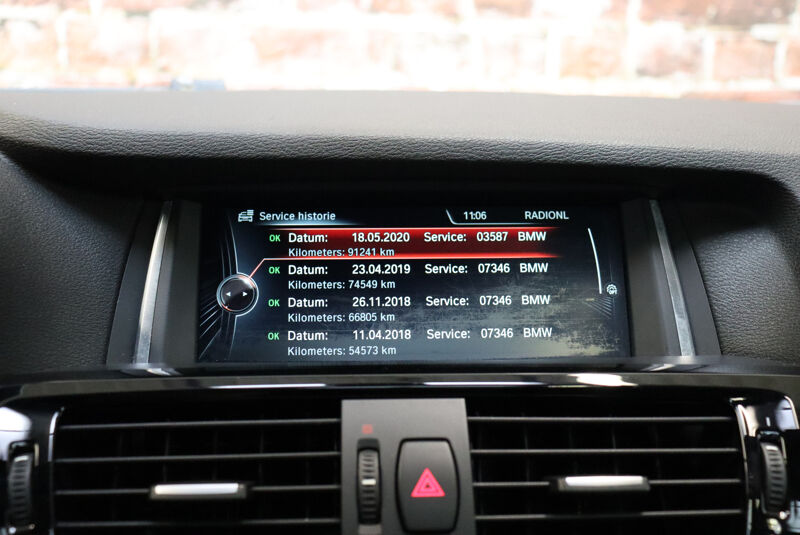 Service historie 11:06 RADIONL
OK Datum: 18.05.2020 Service: 03587 BMW
Kilometers: 91241 km
OK Datum: 23.04.2019 Service: 07346 BMW
Kilometers: 74549 km
OK Datum: 26.11.2018 Service: 07346 BMW
Kilometers: 66805 km
OK Datum: 11.04.2018 Service: 07346 BMW
Kilometers: 54573 km